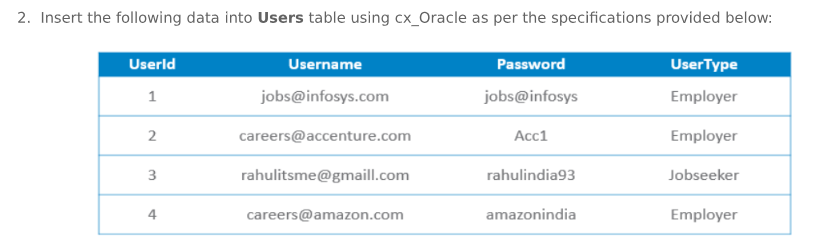 2. Insert the following data into Users table using cx_Oracle as per the specifications provided below:
UserId Username Password UserType
1 jobs@infosys.com jobs@infosys Employer
2 careers@accenture.com Acc1 Employer
3 rahulitsme@gmaill.com rahulindia93 Jobseeker
4 careers@amazon.com amazonindia Employer